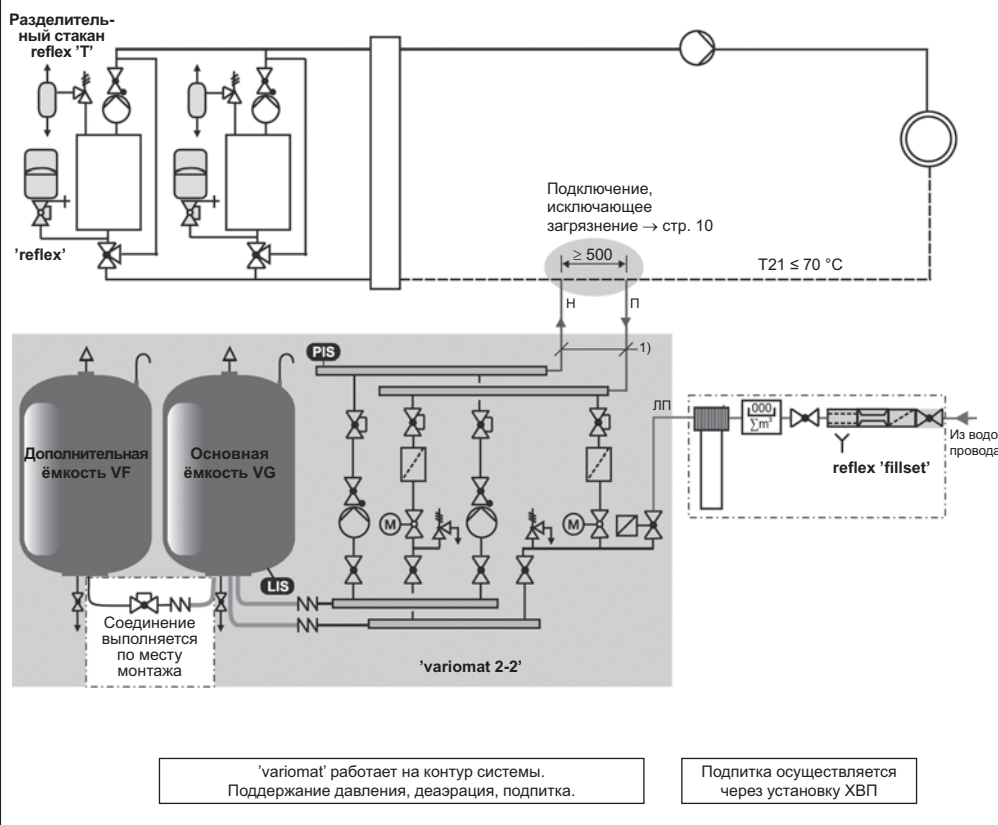 Разделитель-
ный стакан
reflex 'T'
'reflex'
Подключение,
исключающее
загрязнение → стр. 10
≥ 500
T21 ≤ 70 °C
Н
П
1)
PIS
ЛП
000
∑m³
Из водо
провода
reflex 'fillset'
Дополнительная
ёмкость VF
Основная
ёмкость VG
M
M
LIS
Соединение
выполняется
по месту
монтажа
'variomat 2-2'
'variomat' работает на контур системы.
Поддержание давления, деаэрация, подпитка.
Подпитка осуществляется
через установку ХВП